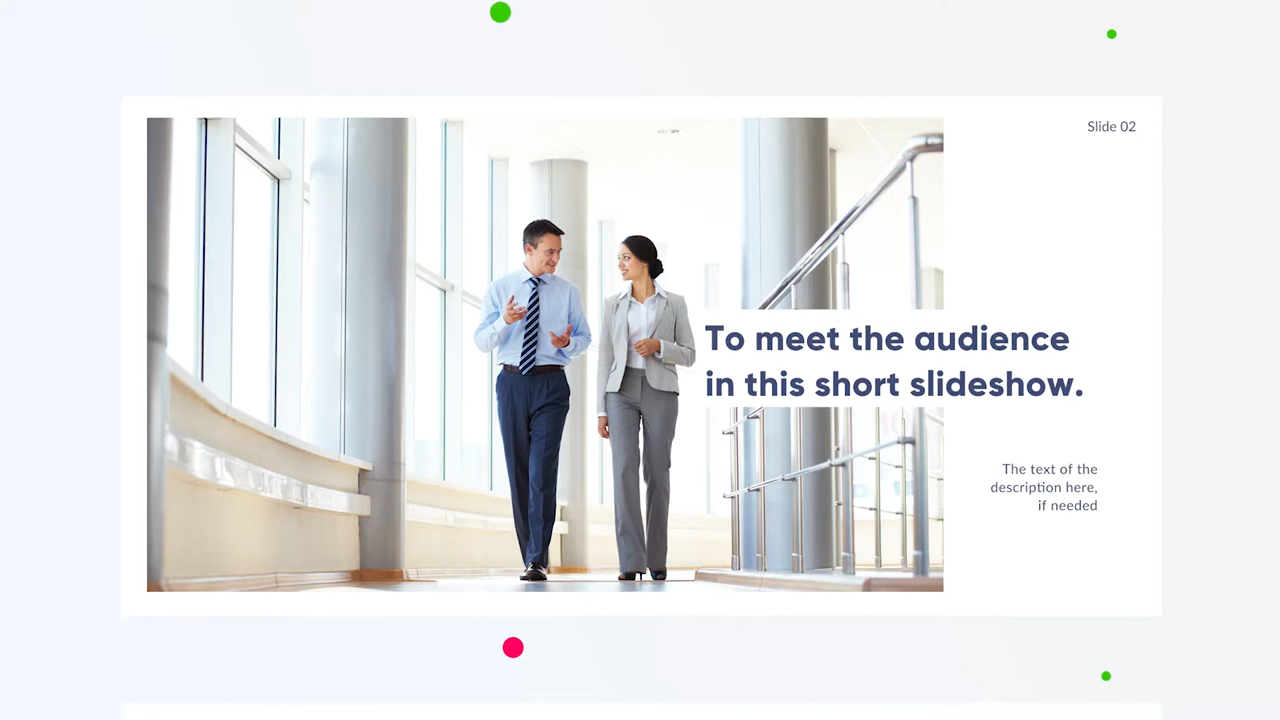 Slide 02
To meet the audience
in this short slideshow.
The text of the
description here,
if needed